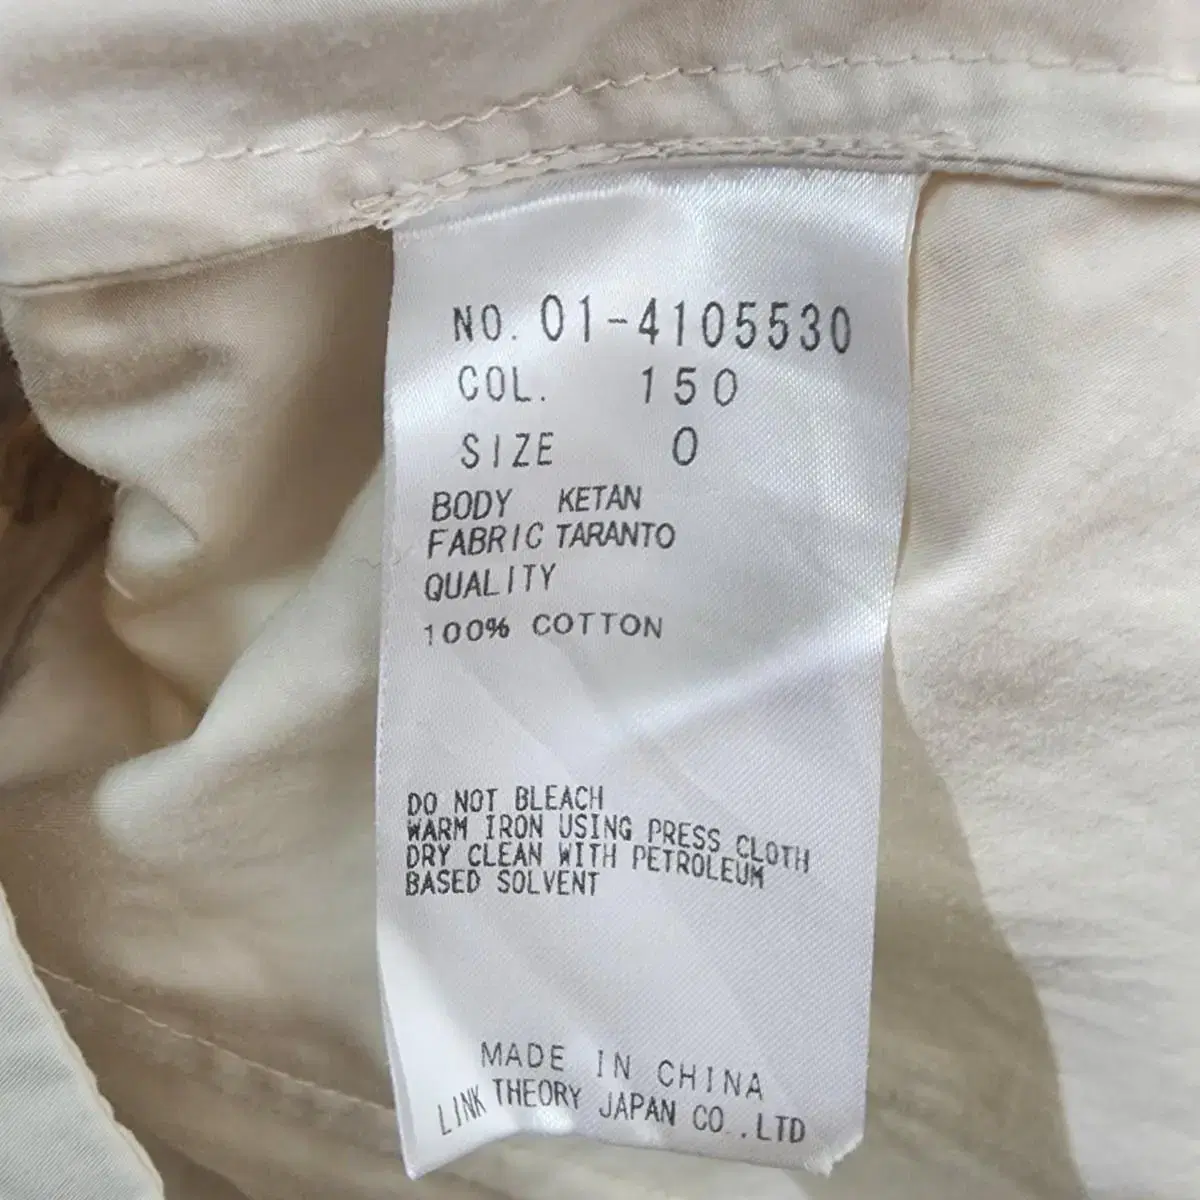 NO. 01-4105530
COL. 150
SIZE 0
BODY KETAN
FABRIC TARANTO
QUALITY
100% COTTON
DO NOT BLEACH
WARM IRON USING PRESS CLOTH
DRY CLEAN WITH PETROLEUM
BASED SOLVENT
MADE IN CHINA
LINK THEORY JAPAN CO.,LTD